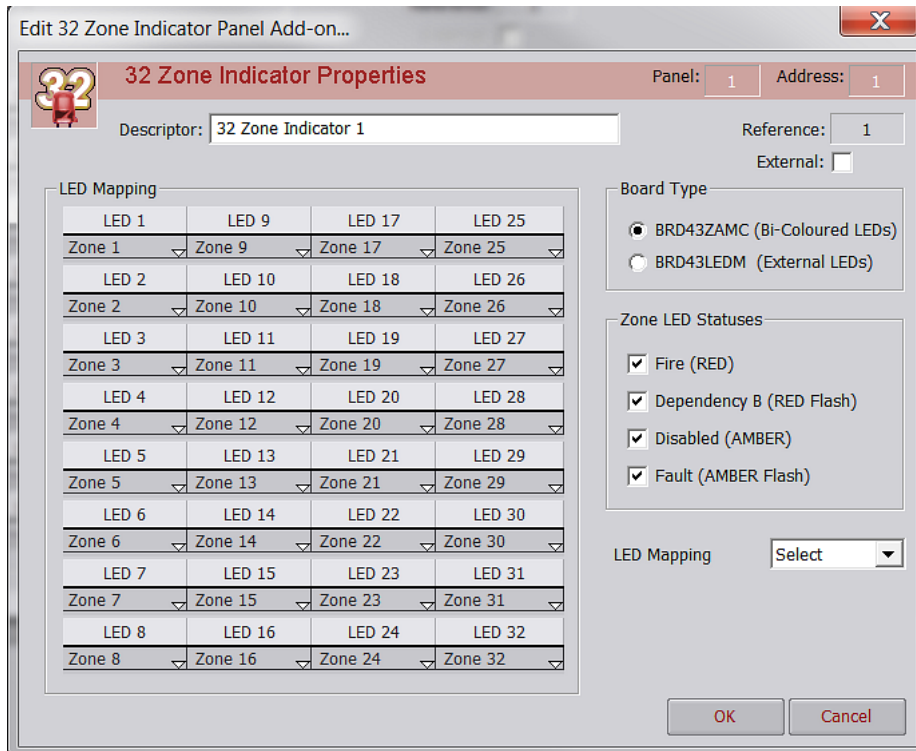 Edit 32 Zone Indicator Panel Add-on...
X
32
32 Zone Indicator Properties
Panel: 1 Address: 1
Descriptor: 32 Zone Indicator 1
Reference: 1
External:
LED Mapping
LED 1 LED 9 LED 17 LED 25
Zone 1 Zone 9 Zone 17 Zone 25
LED 2 LED 10 LED 18 LED 26
Zone 2 Zone 10 Zone 18 Zone 26
LED 3 LED 11 LED 19 LED 27
Zone 3 Zone 11 Zone 19 Zone 27
LED 4 LED 12 LED 20 LED 28
Zone 4 Zone 12 Zone 20 Zone 28
LED 5 LED 13 LED 21 LED 29
Zone 5 Zone 13 Zone 21 Zone 29
LED 6 LED 14 LED 22 LED 30
Zone 6 Zone 14 Zone 22 Zone 30
LED 7 LED 15 LED 23 LED 31
Zone 7 Zone 15 Zone 23 Zone 31
LED 8 LED 16 LED 24 LED 32
Zone 8 Zone 16 Zone 24 Zone 32
Board Type
BRD43ZAMC (Bi-Coloured LEDs)
BRD43LEDM (External LEDs)
Zone LED Statuses
Fire (RED)
Dependency B (RED Flash)
Disabled (AMBER)
Fault (AMBER Flash)
LED Mapping Select
OK Cancel